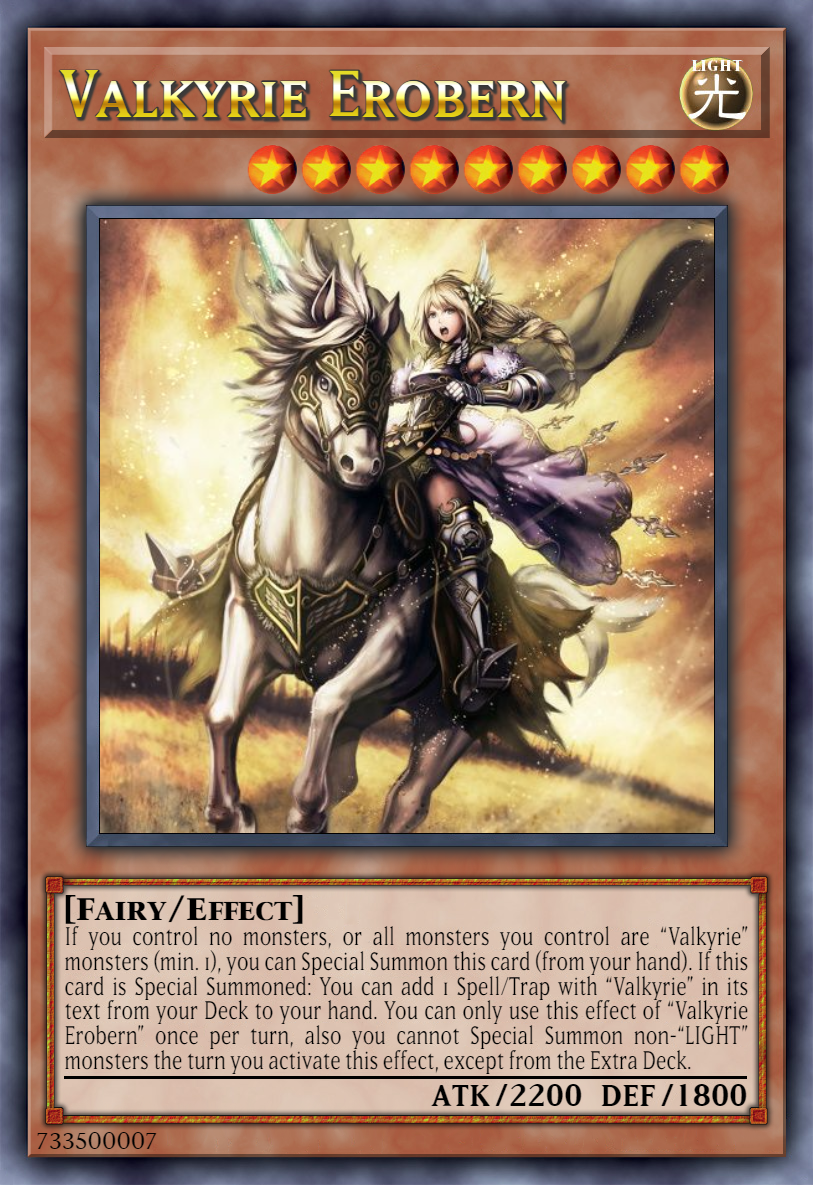 Valkyrie Erobern
LIGHT
光
[Fairy/Effect]
If you control no monsters, or all monsters you control are “Valkyrie”
monsters (min. 1), you can Special Summon this card (from your hand). If this
card is Special Summoned: You can add 1 Spell/Trap with “Valkyrie” in its
text from your Deck to your hand. You can only use this effect of “Valkyrie
Erobern” once per turn, also you cannot Special Summon non-“LIGHT”
monsters the turn you activate this effect, except from the Extra Deck.
ATK/2200 DEF/1800
733500007